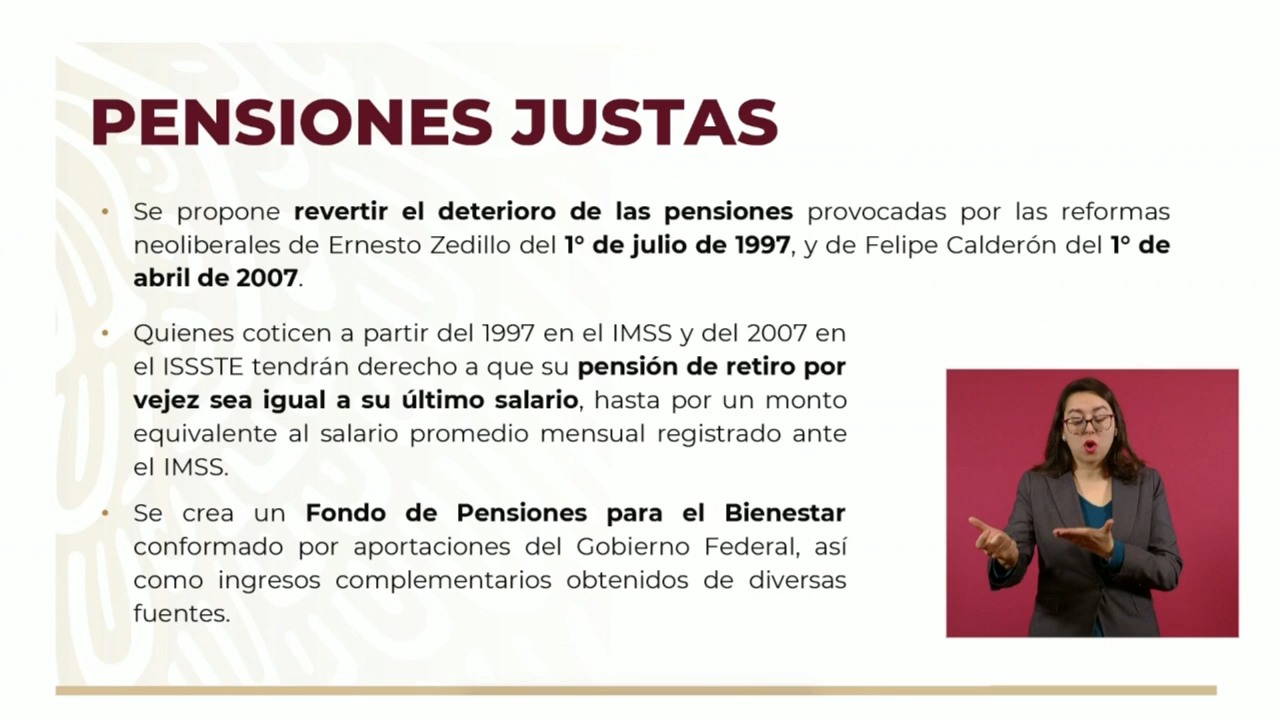 PENSIONES JUSTAS
• Se propone revertir el deterioro de las pensiones provocadas por las reformas
neoliberales de Ernesto Zedillo del 1° de julio de 1997, y de Felipe Calderón del 1° de
abril de 2007.
• Quienes coticen a partir del 1997 en el IMSS y del 2007 en
el ISSSTE tendrán derecho a que su pensión de retiro por
vejez sea igual a su último salario, hasta por un monto
equivalente al salario promedio mensual registrado ante
el IMSS.
• Se crea un Fondo de Pensiones para el Bienestar
conformado por aportaciones del Gobierno Federal, así
como ingresos complementarios obtenidos de diversas
fuentes.